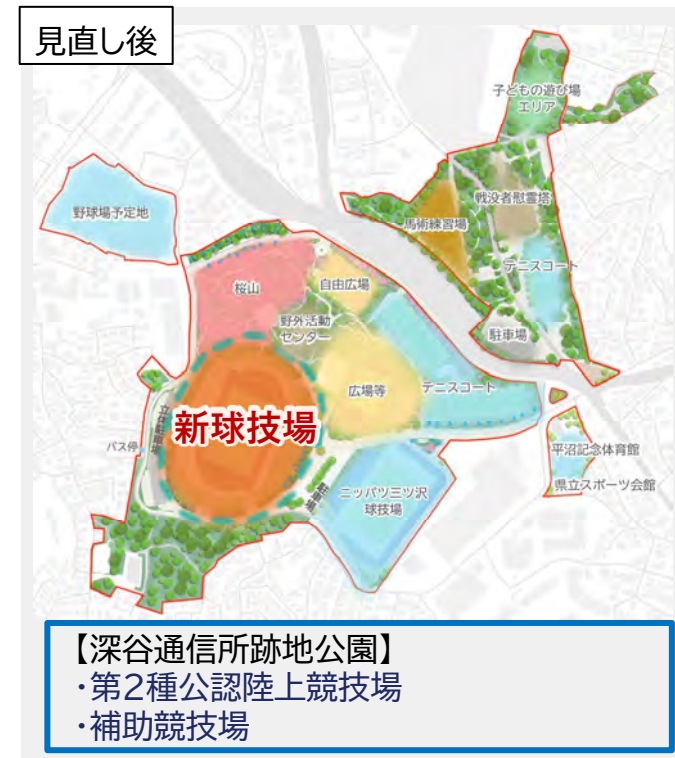 見直し後
子どもの遊び場
エリア
野球場予定地
戦没者慰霊塔
馬術練習場
桜山
自由広場
テニスコート
野外活動
センター
駐車場
広場等
テニスコート
新球技場
立体駐車場
バス停
平沼記念体育館
駐車場
ニッパツ三ツ沢
球技場
県立スポーツ会館
【深谷通信所跡地公園】
・第2種公認陸上競技場
・補助競技場